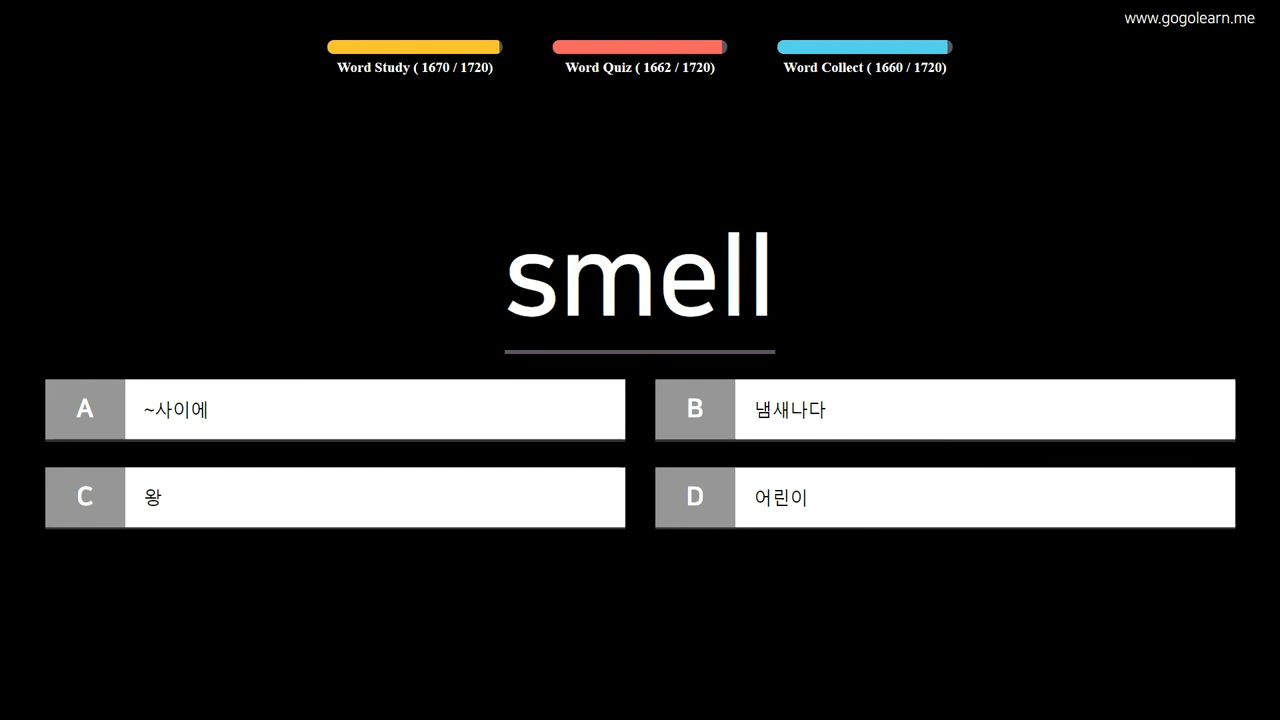 www.gogolearn.me
Word Study ( 1670 / 1720)
Word Quiz ( 1662 / 1720)
Word Collect ( 1660 / 1720)
smell
A ~사이에
B 냄새나다
C 왕
D 어린이